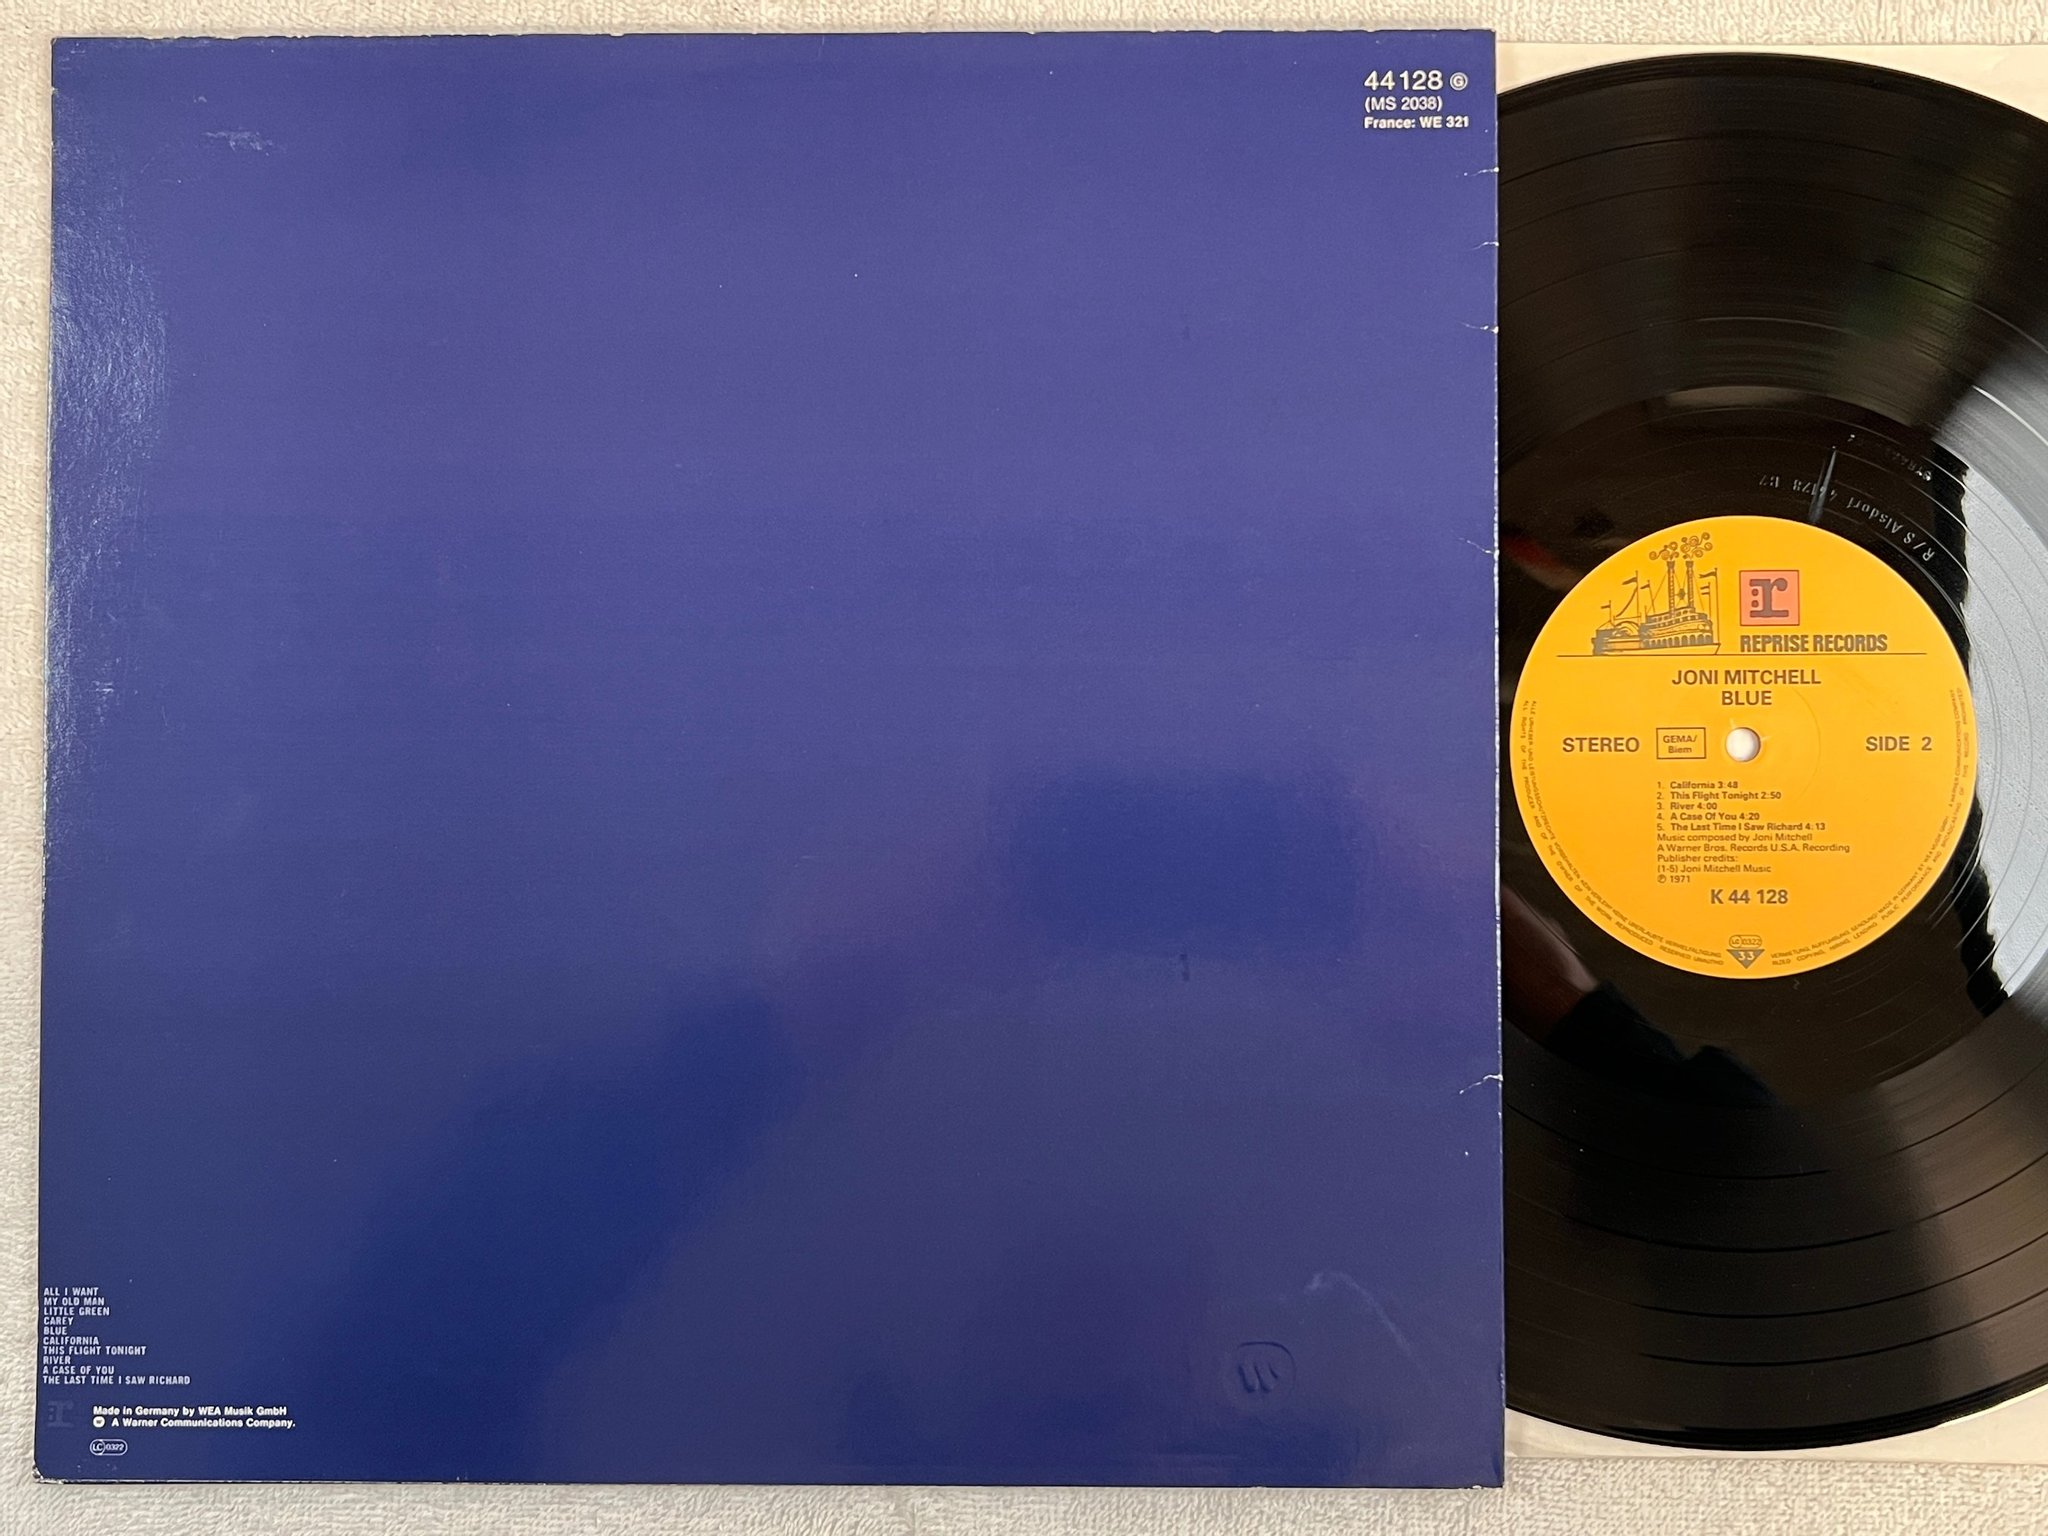 44128 G
(MS 2038)
France: WE 321
ALL I WANT
MY OLD MAN
LITTLE GREEN
CAREY
BLUE
CALIFORNIA
THIS FLIGHT TONIGHT
RIVER
A CASE OF YOU
THE LAST TIME I SAW RICHARD
r
Made in Germany by WEA Musik GmbH
A Warner Communications Company.
LC 0322
R/S Alsdorf 44128 B7
r
REPRISE RECORDS
JONI MITCHELL
BLUE
STEREO
GEMA/
Biem
SIDE 2
1. California 3:48
2. This Flight Tonight 2:50
3. River 4:00
4. A Case Of You 4:20
5. The Last Time I Saw Richard 4:13
Music composed by Joni Mitchell
A Warner Bros. Records U.S.A. Recording
Publisher credits:
(1-5) Joni Mitchell Music
℗ 1971
K 44 128
LC 0322
33